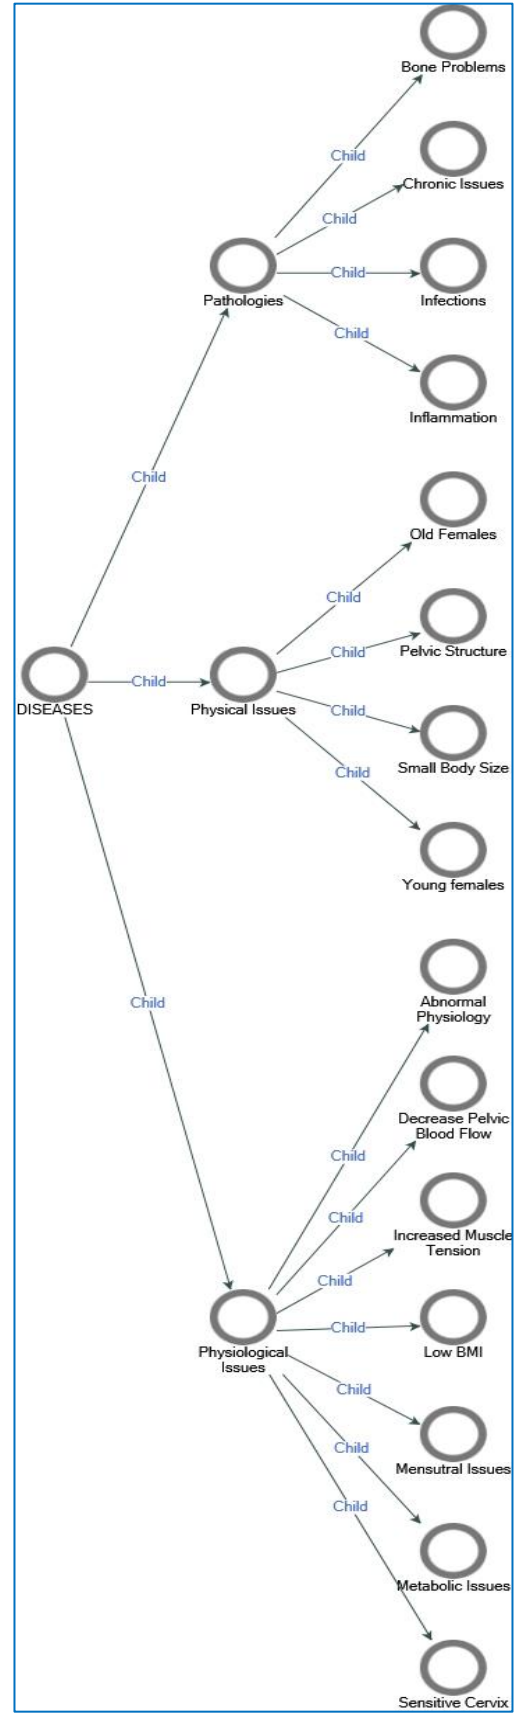 Bone Problems
Child
Chronic Issues
Child
Pathologies
Child
Infections
Child
Inflammation
Child
Old Females
Child
Child
Pelvic Structure
DISEASES
Child
Physical Issues
Child
Small Body Size
Child
Young females
Child
Abnormal
Physiology
Decrease Pelvic
Blood Flow
Child
Child
Increased Muscle
Tension
Child
Physiological
Issues
Child
Low BMI
Child
Mensutral Issues
Child
Child
Metabolic Issues
Sensitive Cervix